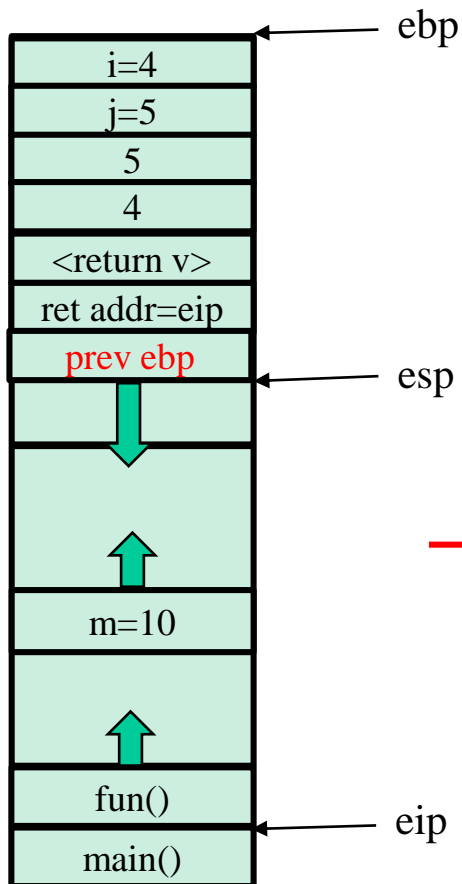 ebp
i=4
j=5
5
4
<return v>
ret addr=eip
prev ebp
esp
m=10
fun()
eip
main()